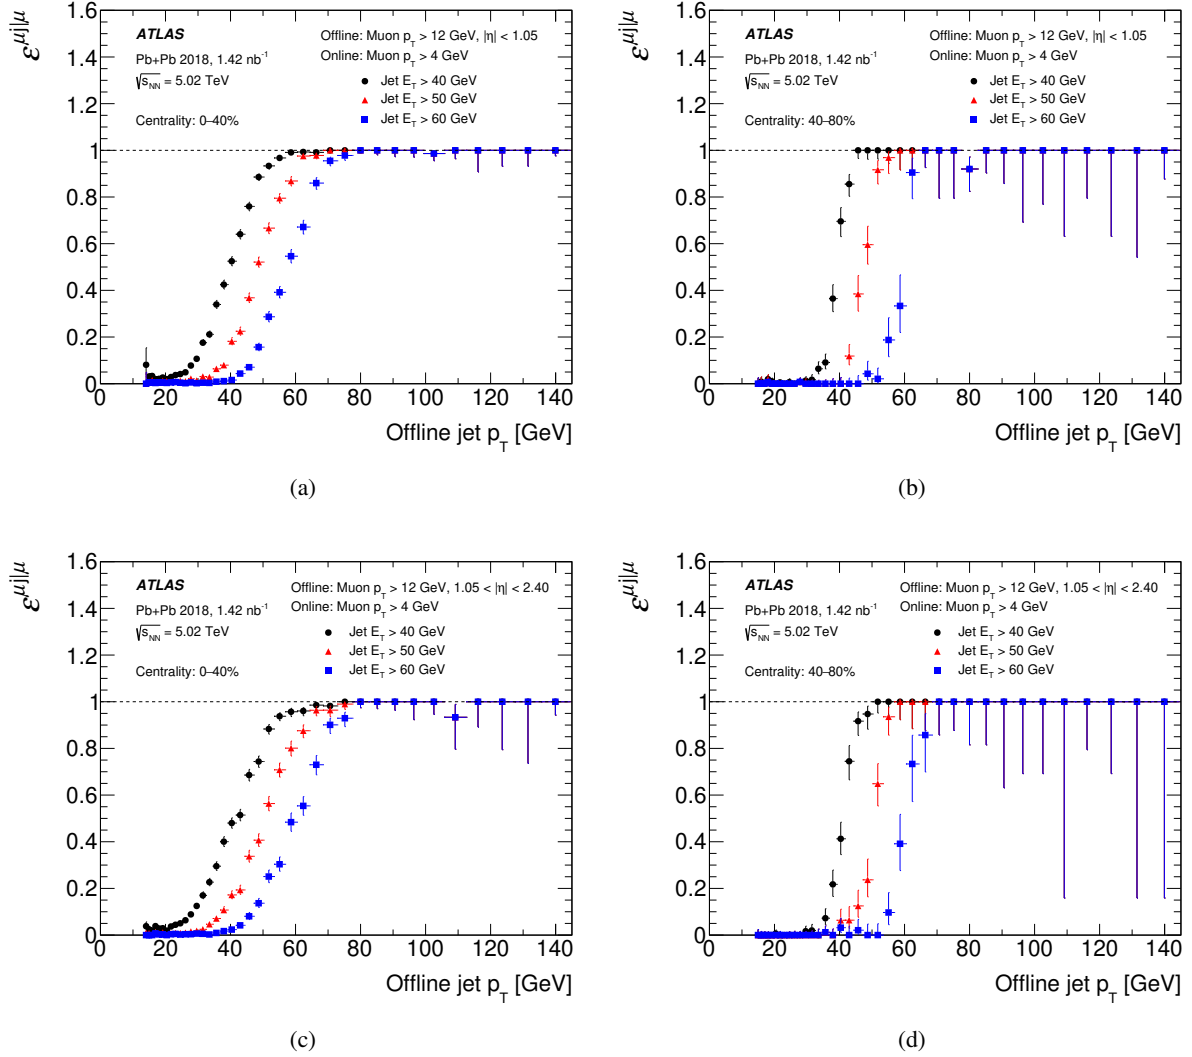 ε^{μj|μ}
1.6
1.4
1.2
1
0.8
0.6
0.4
0.2
0
ATLAS
Offline: Muon p_T > 12 GeV, |η| < 1.05
Pb+Pb 2018, 1.42 nb⁻¹
Online: Muon p_T > 4 GeV
√s_NN = 5.02 TeV
Jet E_T > 40 GeV
Jet E_T > 50 GeV
Jet E_T > 60 GeV
Centrality: 0–40%
0 20 40 60 80 100 120 140
Offline jet p_T [GeV]
(a)
ε^{μj|μ}
1.6
1.4
1.2
1
0.8
0.6
0.4
0.2
0
ATLAS
Offline: Muon p_T > 12 GeV, |η| < 1.05
Pb+Pb 2018, 1.42 nb⁻¹
Online: Muon p_T > 4 GeV
√s_NN = 5.02 TeV
Jet E_T > 40 GeV
Jet E_T > 50 GeV
Jet E_T > 60 GeV
Centrality: 40–80%
0 20 40 60 80 100 120 140
Offline jet p_T [GeV]
(b)
ε^{μj|μ}
1.6
1.4
1.2
1
0.8
0.6
0.4
0.2
0
ATLAS
Offline: Muon p_T > 12 GeV, 1.05 < |η| < 2.40
Pb+Pb 2018, 1.42 nb⁻¹
Online: Muon p_T > 4 GeV
√s_NN = 5.02 TeV
Jet E_T > 40 GeV
Jet E_T > 50 GeV
Jet E_T > 60 GeV
Centrality: 0–40%
0 20 40 60 80 100 120 140
Offline jet p_T [GeV]
(c)
ε^{μj|μ}
1.6
1.4
1.2
1
0.8
0.6
0.4
0.2
0
ATLAS
Offline: Muon p_T > 12 GeV, 1.05 < |η| < 2.40
Pb+Pb 2018, 1.42 nb⁻¹
Online: Muon p_T > 4 GeV
√s_NN = 5.02 TeV
Jet E_T > 40 GeV
Jet E_T > 50 GeV
Jet E_T > 60 GeV
Centrality: 40–80%
0 20 40 60 80 100 120 140
Offline jet p_T [GeV]
(d)